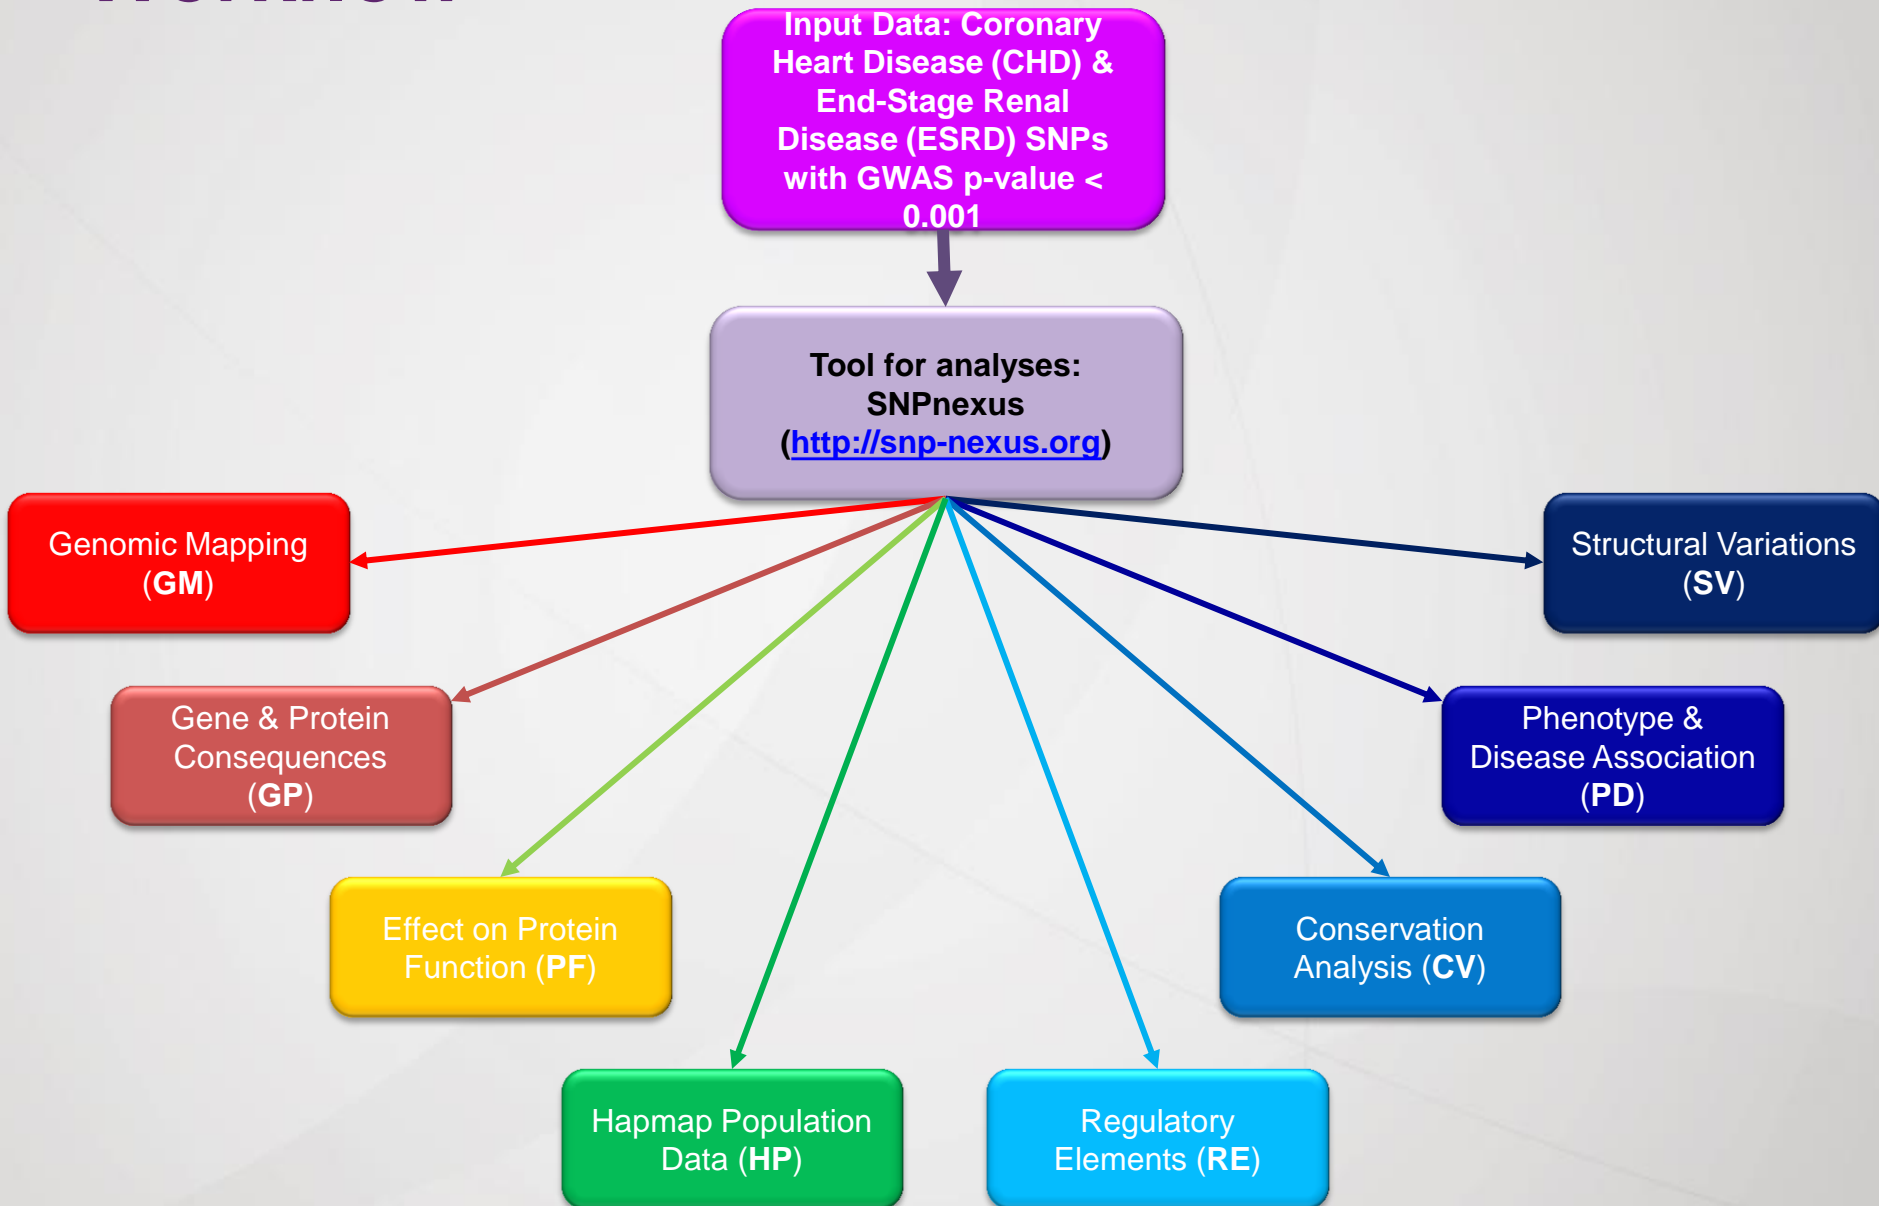 Input Data: Coronary
Heart Disease (CHD) &
End-Stage Renal
Disease (ESRD) SNPs
with GWAS p-value <
0.001
Tool for analyses:
SNPnexus
(http://snp-nexus.org)
Genomic Mapping
(GM)
Structural Variations
(SV)
Gene & Protein
Consequences
(GP)
Phenotype &
Disease Association
(PD)
Effect on Protein
Function (PF)
Conservation
Analysis (CV)
Hapmap Population
Data (HP)
Regulatory
Elements (RE)